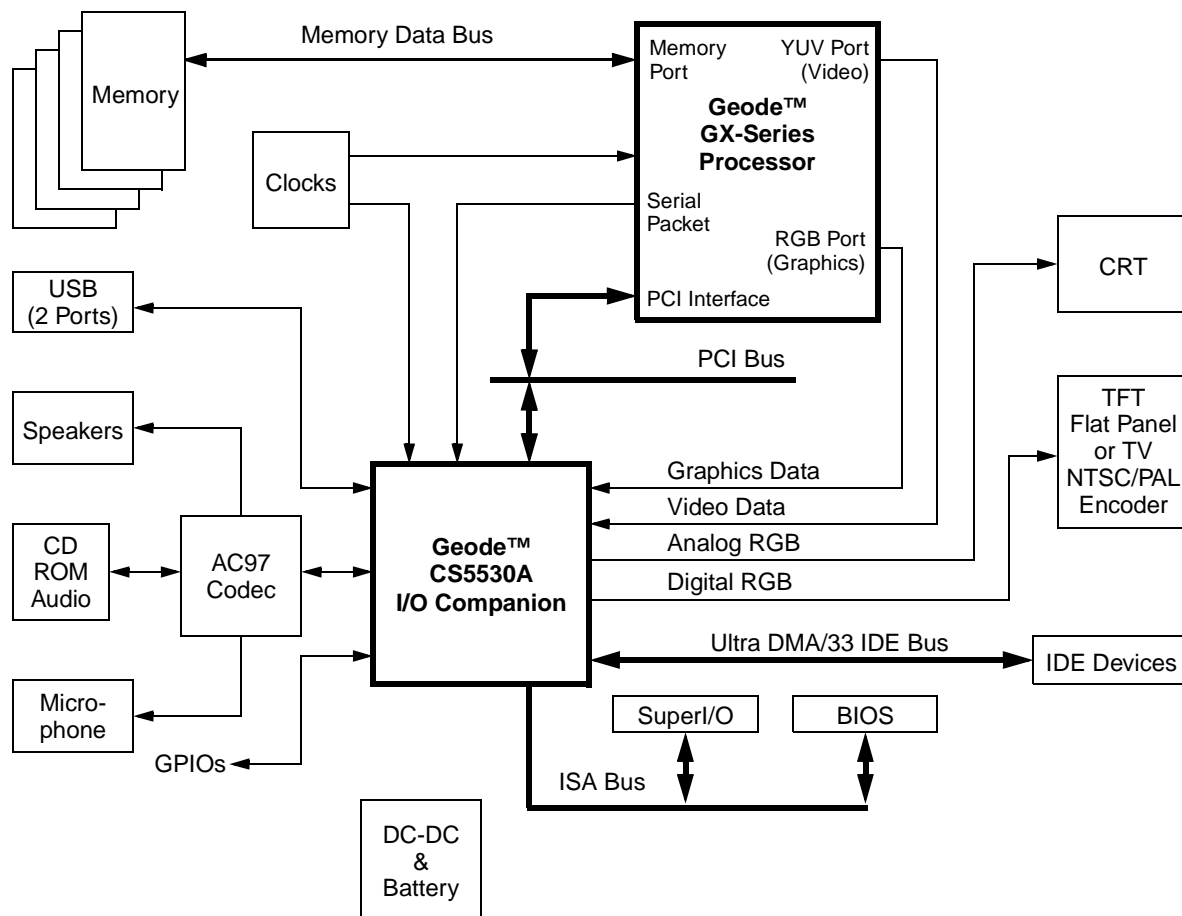 Memory Data Bus
Memory
Memory
Port
YUV Port
(Video)
Geode™
GX-Series
Processor
Clocks
Serial
Packet
RGB Port
(Graphics)
PCI Interface
CRT
USB
(2 Ports)
PCI Bus
Speakers
TFT
Flat Panel
or TV
NTSC/PAL
Encoder
Graphics Data
Video Data
Analog RGB
Digital RGB
CD
ROM
Audio
AC97
Codec
Geode™
CS5530A
I/O Companion
Ultra DMA/33 IDE Bus
IDE Devices
Micro-
phone
SuperI/O
BIOS
GPIOs
ISA Bus
DC-DC
&
Battery